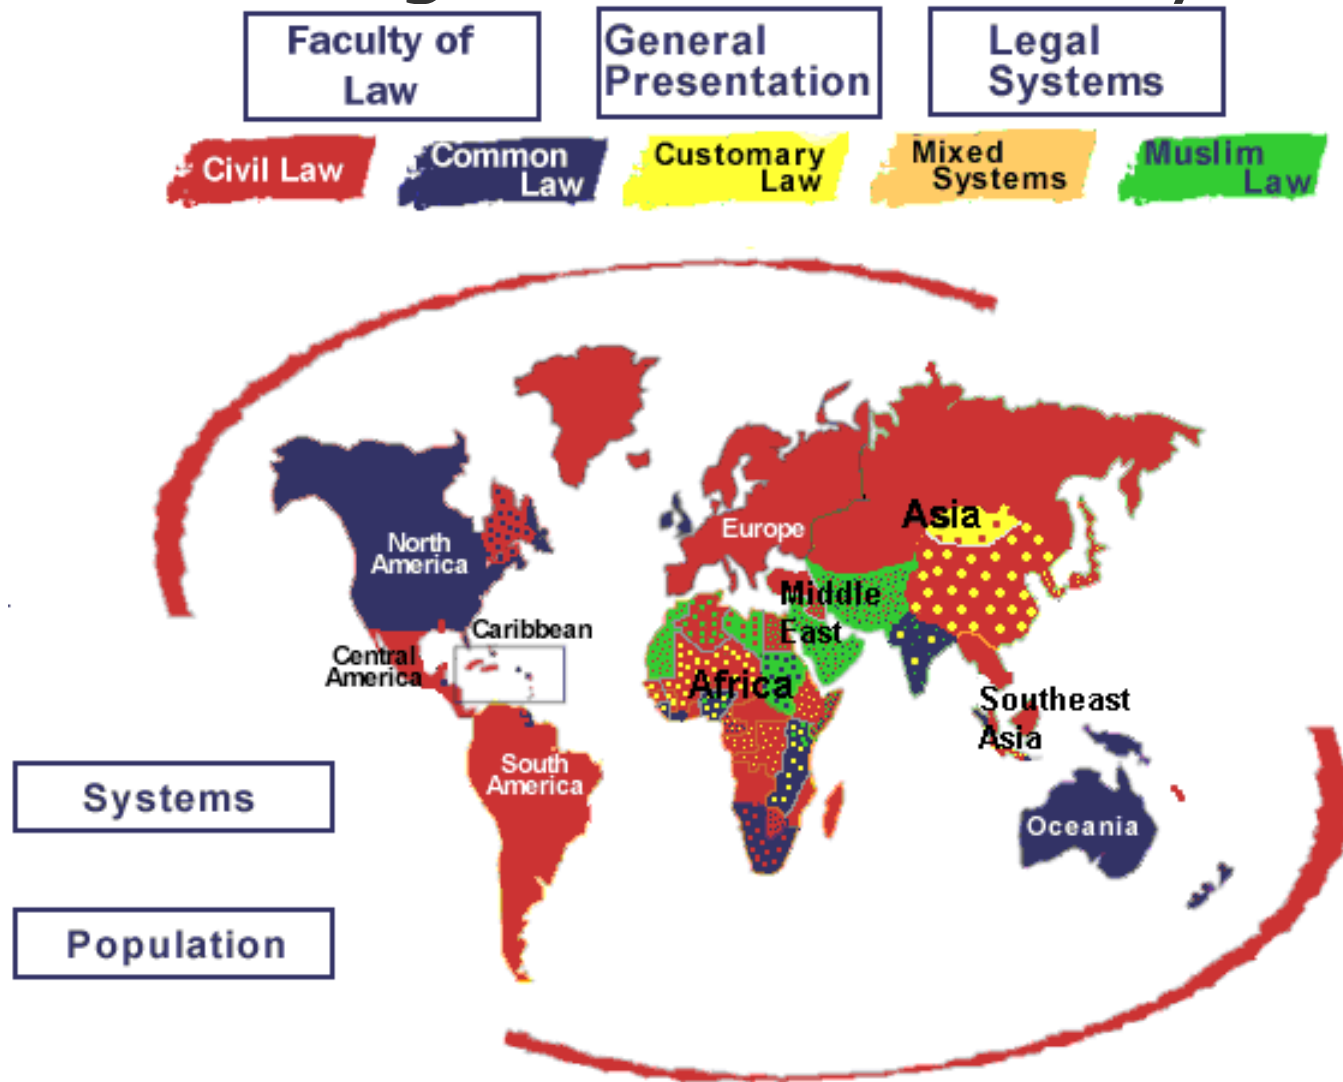 Faculty of
Law
General
Presentation
Legal
Systems
Civil Law
Common
Law
Customary
Law
Mixed
Systems
Muslim
Law
North
America
Europe
Asia
Middle
East
Caribbean
Central
America
Africa
Southeast
Asia
South
America
Oceania
Systems
Population